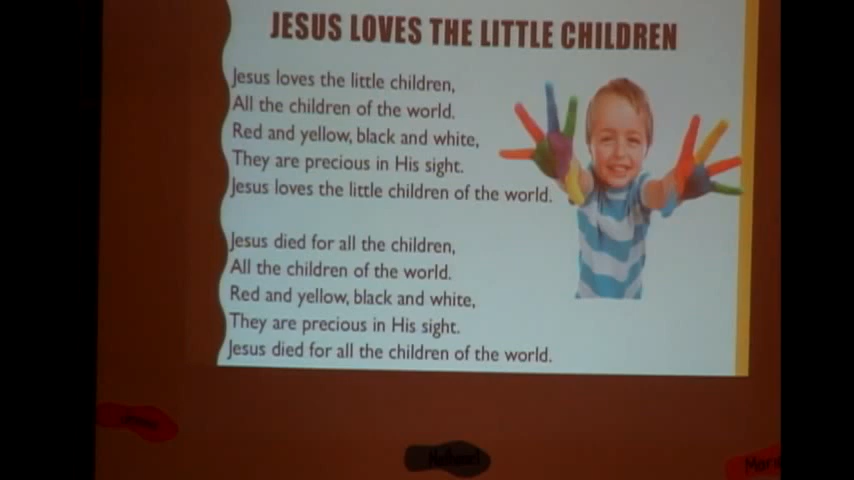 JESUS LOVES THE LITTLE CHILDREN
Jesus loves the little children,
All the children of the world.
Red and yellow, black and white,
They are precious in His sight.
Jesus loves the little children of the world.
Jesus died for all the children,
All the children of the world.
Red and yellow, black and white,
They are precious in His sight.
Jesus died for all the children of the world.